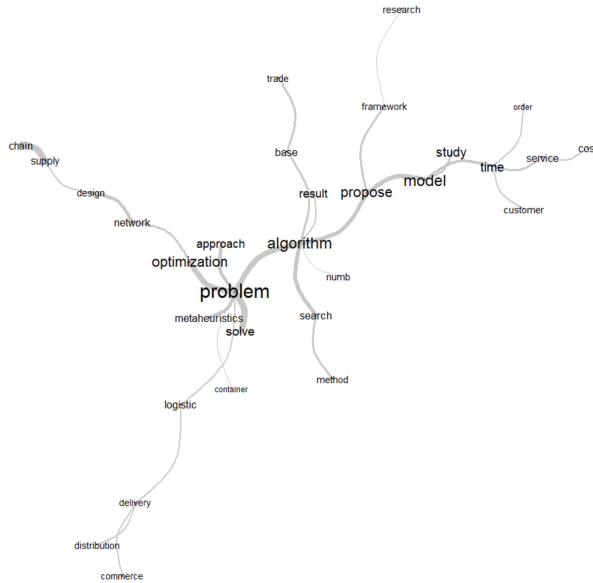 research
trade
framework
order
chain
supply
base
study
cos
service
time
design
result
propose
model
customer
network
approach
algorithm
optimization
numb
problem
metaheuristics
search
solve
method
container
logistic
delivery
distribution
commerce